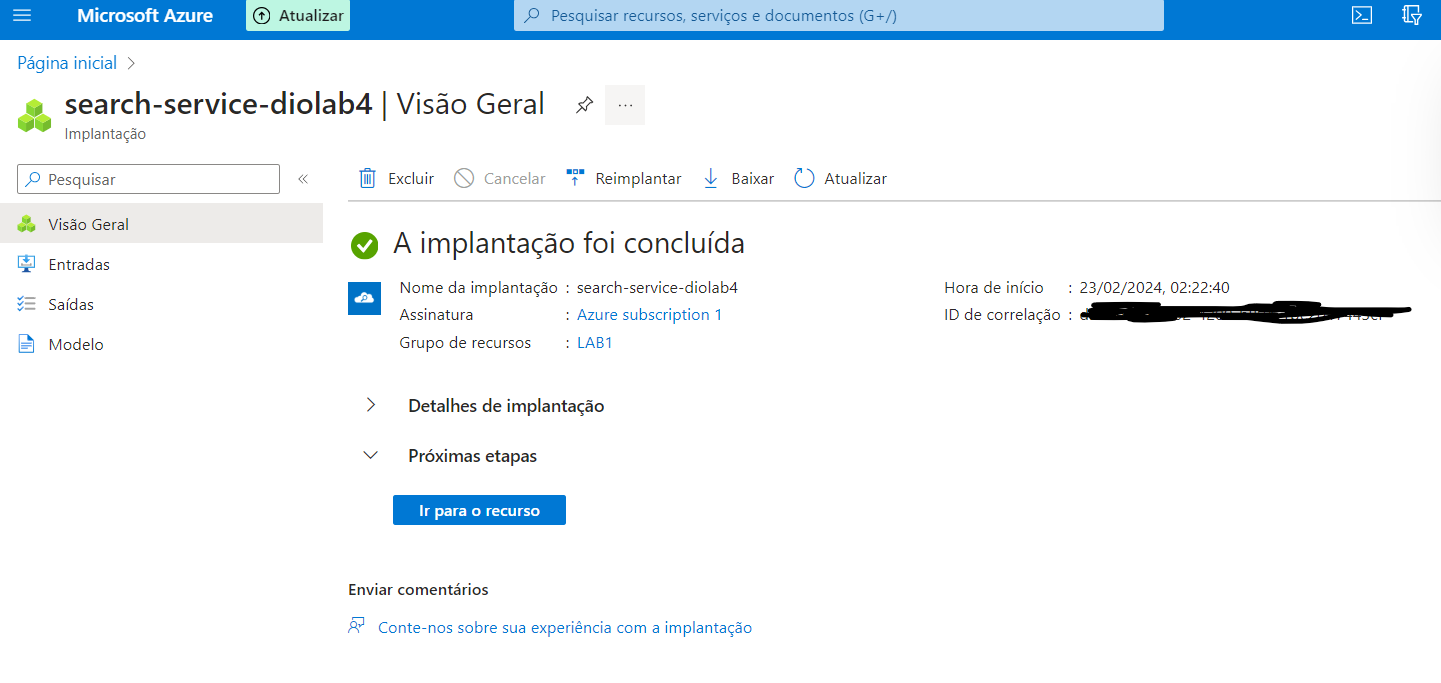 Microsoft Azure
Atualizar
Pesquisar recursos, serviços e documentos (G+/)
Página inicial
search-service-diolab4 | Visão Geral
Implantação
Pesquisar
Excluir Cancelar Reimplantar Baixar Atualizar
Visão Geral
Entradas
Saídas
Modelo
A implantação foi concluída
Nome da implantação : search-service-diolab4
Assinatura : Azure subscription 1
Grupo de recursos : LAB1
Hora de início : 23/02/2024, 02:22:40
ID de correlação :
Detalhes de implantação
Próximas etapas
Ir para o recurso
Enviar comentários
Conte-nos sobre sua experiência com a implantação